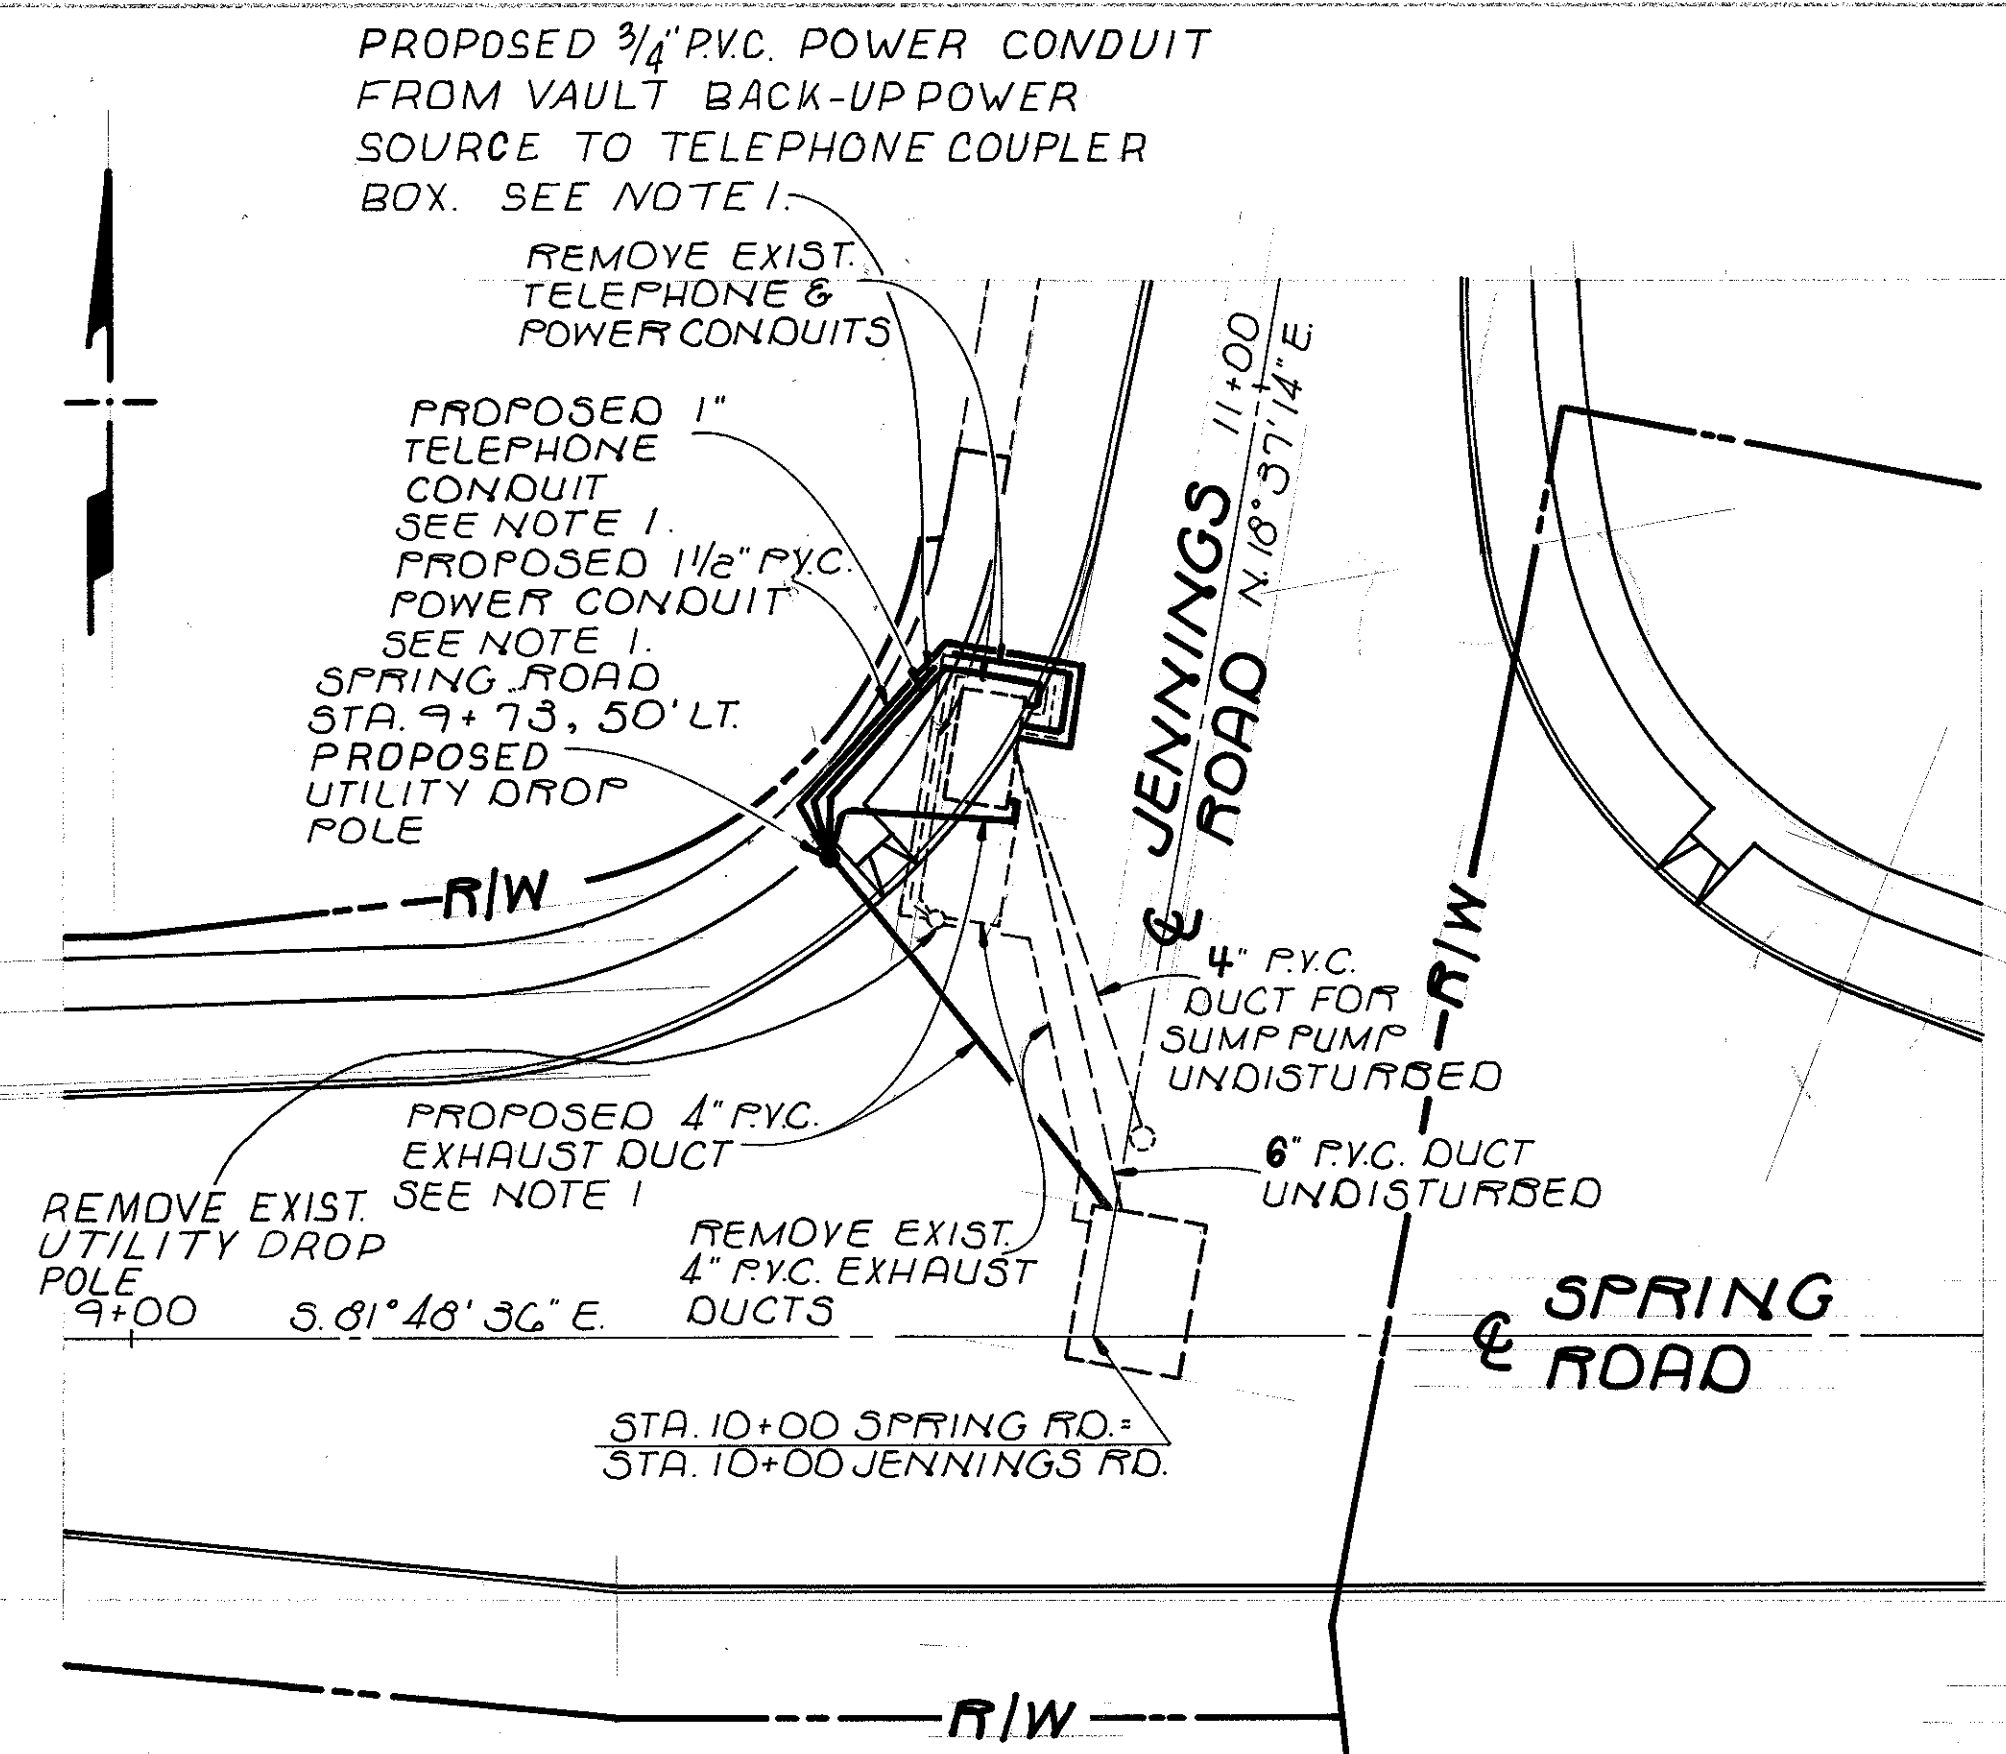 PROPOSED 3/4" P.V.C. POWER CONDUIT
FROM VAULT BACK-UP POWER
SOURCE TO TELEPHONE COUPLER
BOX. SEE NOTE 1.
REMOVE EXIST.
TELEPHONE &
POWER CONDUITS
PROPOSED 1"
TELEPHONE
CONDUIT
SEE NOTE 1.
PROPOSED 1 1/2" P.V.C.
POWER CONDUIT
SEE NOTE 1.
SPRING ROAD
STA. 9+73, 50' LT.
PROPOSED
UTILITY DROP
POLE
R/W
11+00
N. 18° 37' 14" E.
JENNINGS
ROAD
℄
R/W
4" P.V.C.
DUCT FOR
SUMP PUMP
UNDISTURBED
PROPOSED 4" P.V.C.
EXHAUST DUCT
SEE NOTE 1
6" P.V.C. DUCT
UNDISTURBED
REMOVE EXIST.
UTILITY DROP
POLE
REMOVE EXIST.
4" P.V.C. EXHAUST
DUCTS
9+00
S. 81° 48' 36" E.
℄ SPRING
ROAD
STA. 10+00 SPRING RD. =
STA. 10+00 JENNINGS RD.
R/W